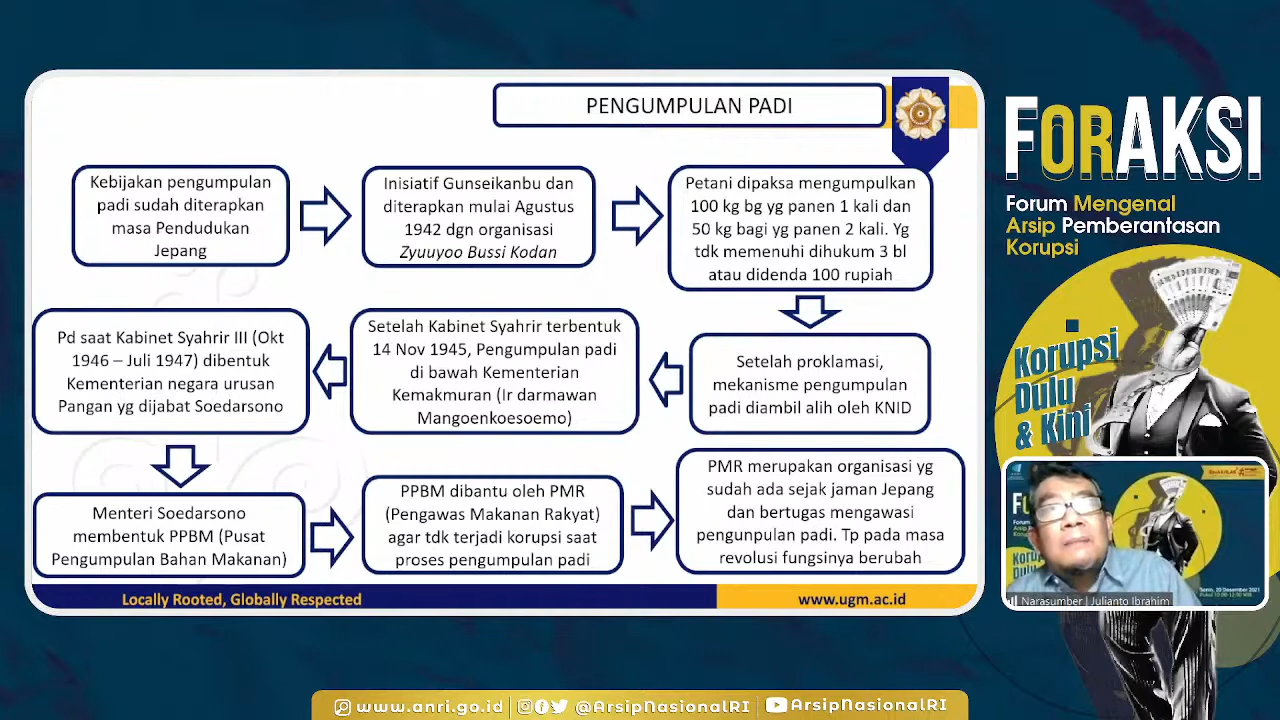 PENGUMPULAN PADI
Kebijakan pengumpulan
padi sudah diterapkan
masa Pendudukan
Jepang
Inisiatif Gunseikanbu dan
diterapkan mulai Agustus
1942 dgn organisasi
Zyuuyoo Bussi Kodan
Petani dipaksa mengumpulkan
100 kg bg yg panen 1 kali dan
50 kg bagi yg panen 2 kali. Yg
tdk memenuhi dihukum 3 bl
atau didenda 100 rupiah
Setelah proklamasi,
mekanisme pengumpulan
padi diambil alih oleh KNID
Setelah Kabinet Syahrir terbentuk
14 Nov 1945, Pengumpulan padi
di bawah Kementerian
Kemakmuran (Ir darmawan
Mangoenkoesoemo)
Pd saat Kabinet Syahrir III (Okt
1946 – Juli 1947) dibentuk
Kementerian negara urusan
Pangan yg dijabat Soedarsono
Menteri Soedarsono
membentuk PPBM (Pusat
Pengumpulan Bahan Makanan)
PPBM dibantu oleh PMR
(Pengawas Makanan Rakyat)
agar tdk terjadi korupsi saat
proses pengumpulan padi
PMR merupakan organisasi yg
sudah ada sejak jaman Jepang
dan bertugas mengawasi
pengunpulan padi. Tp pada masa
revolusi fungsinya berubah
Locally Rooted, Globally Respected
www.ugm.ac.id
FORAKSI
Forum Mengenal
Arsip Pemberantasan
Korupsi
Korupsi
Dulu
& Kini
Senin, 20 Desember 2021
Narasumber | Julianto Ibrahim
www.anri.go.id
@ArsipNasionalRI
ArsipNasionalRI